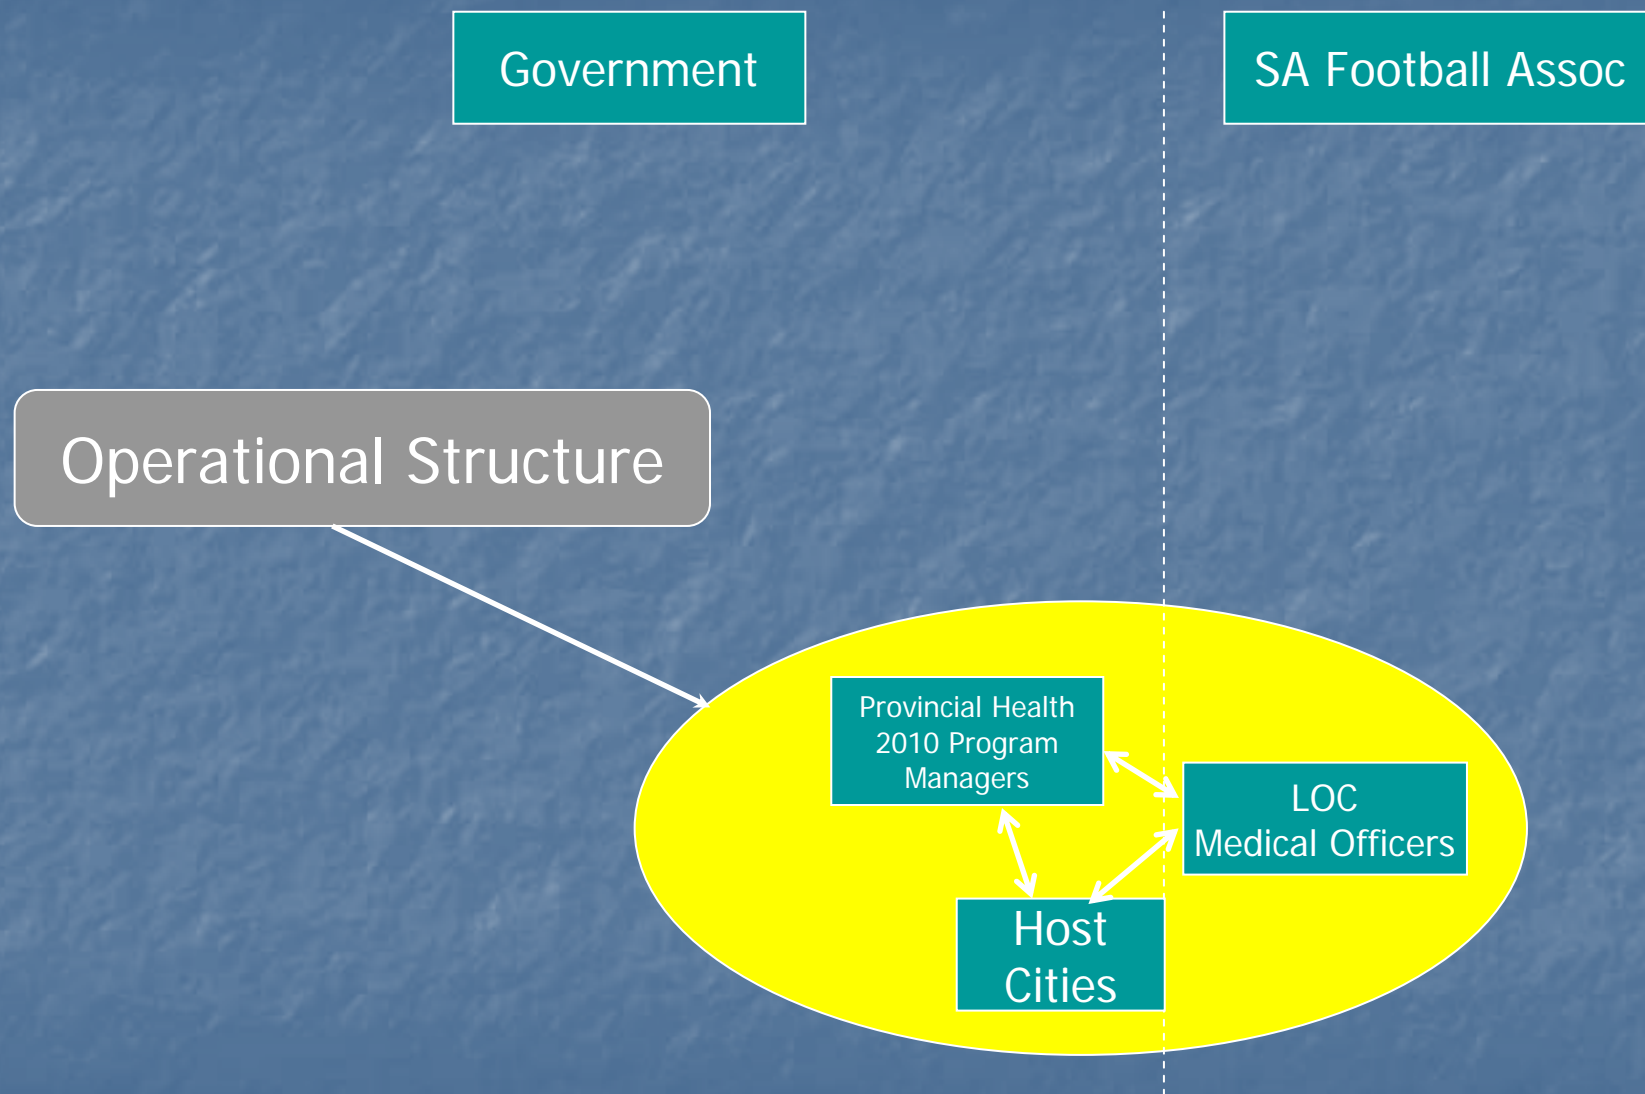 Government
SA Football Assoc
Operational Structure
Provincial Health
2010 Program
Managers
LOC
Medical Officers
Host
Cities